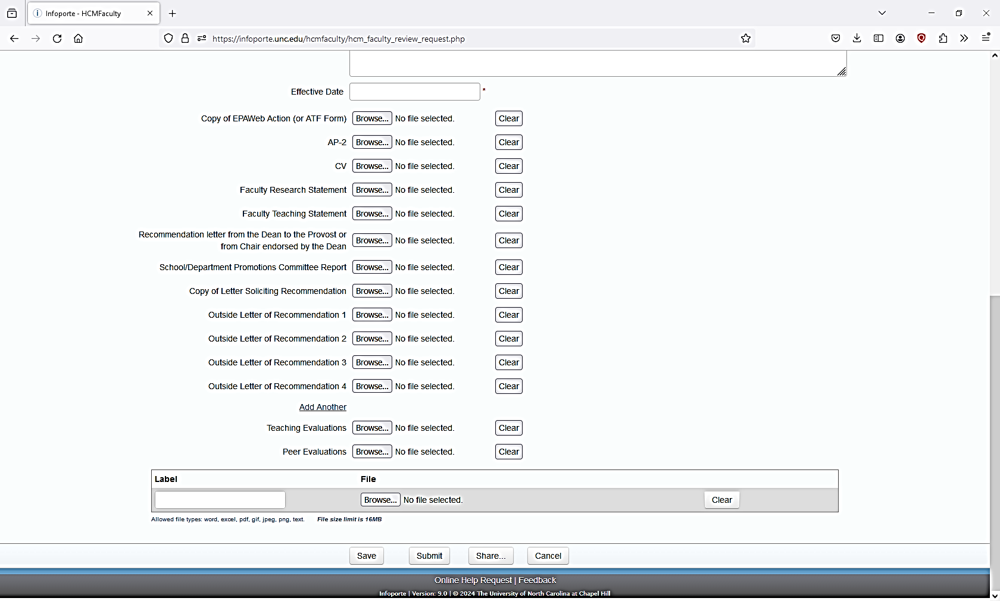 Infoporte - HCMFaculty
https://infoporte.unc.edu/hcmfaculty/hcm_faculty_review_request.php
Effective Date *
Copy of EPAWeb Action (or ATF Form) Browse... No file selected. Clear
AP-2 Browse... No file selected. Clear
CV Browse... No file selected. Clear
Faculty Research Statement Browse... No file selected. Clear
Faculty Teaching Statement Browse... No file selected. Clear
Recommendation letter from the Dean to the Provost or
from Chair endorsed by the Dean Browse... No file selected. Clear
School/Department Promotions Committee Report Browse... No file selected. Clear
Copy of Letter Soliciting Recommendation Browse... No file selected. Clear
Outside Letter of Recommendation 1 Browse... No file selected. Clear
Outside Letter of Recommendation 2 Browse... No file selected. Clear
Outside Letter of Recommendation 3 Browse... No file selected. Clear
Outside Letter of Recommendation 4 Browse... No file selected. Clear
Add Another
Teaching Evaluations Browse... No file selected. Clear
Peer Evaluations Browse... No file selected. Clear
Label File
Browse... No file selected. Clear
Allowed file types: word, excel, pdf, gif, jpeg, png, text. File size limit is 16MB
Save Submit Share... Cancel
Online Help Request | Feedback
Infoporte | Version: 9.0 | © 2024 The University of North Carolina at Chapel Hill